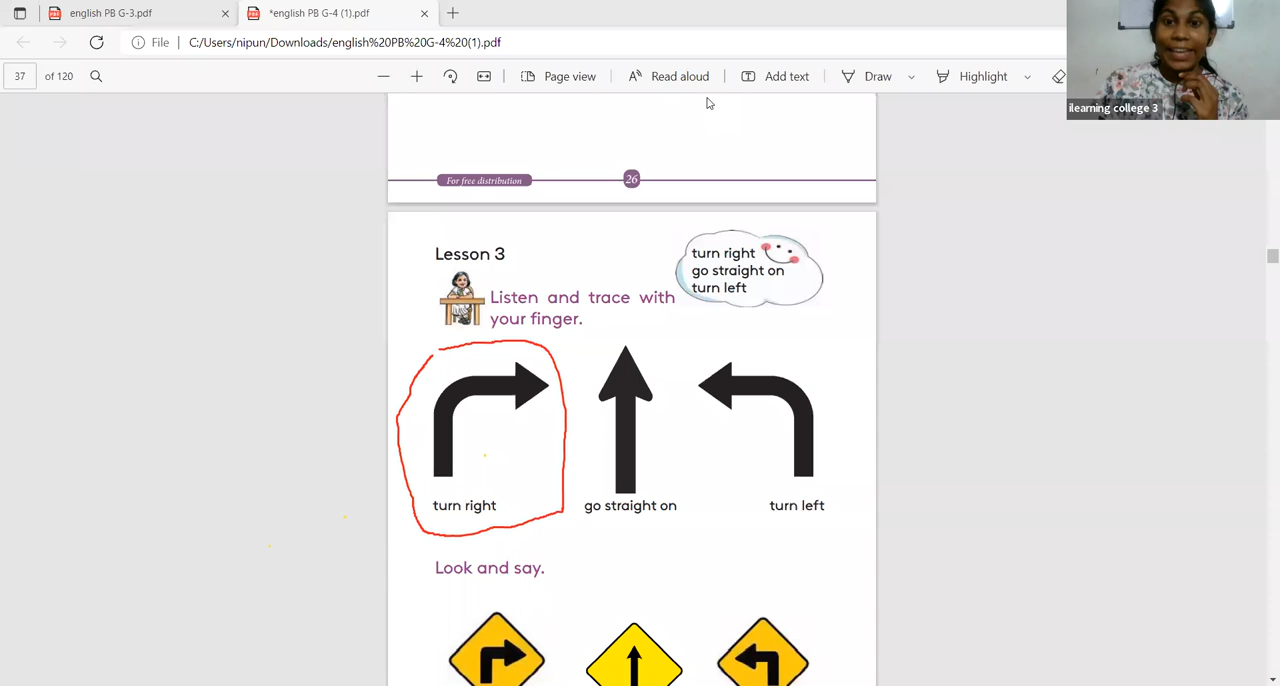 english PB G-3.pdf
*english PB G-4 (1).pdf
File
C:/Users/nipun/Downloads/english%20PB%20G-4%20(1).pdf
37 of 120
Page view
Read aloud
Add text
Draw
Highlight
ilearning college 3
For free distribution
26
Lesson 3
turn right
go straight on
turn left
Listen and trace with
your finger.
turn right
go straight on
turn left
Look and say.